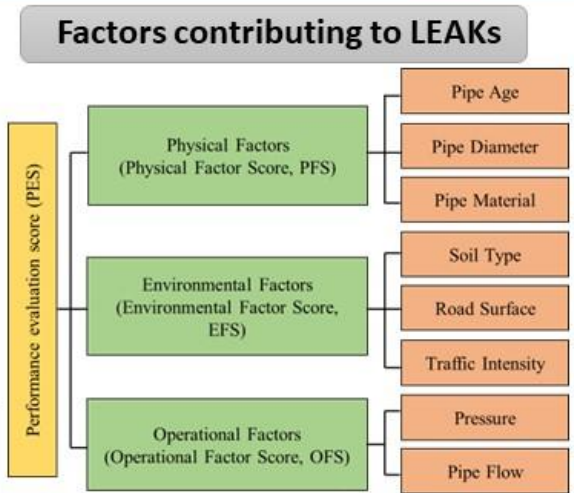 Factors contributing to LEAKs
Performance evaluation score (PES)
Physical Factors
(Physical Factor Score, PFS)
Pipe Age
Pipe Diameter
Pipe Material
Environmental Factors
(Environmental Factor Score,
EFS)
Soil Type
Road Surface
Traffic Intensity
Operational Factors
(Operational Factor Score, OFS)
Pressure
Pipe Flow